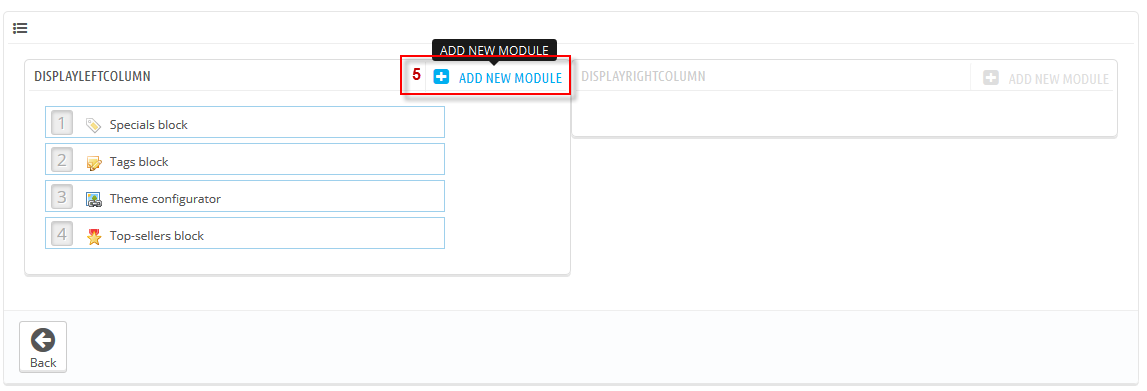 ADD NEW MODULE
DISPLAYLEFTCOLUMN
5
ADD NEW MODULE
DISPLAYRIGHTCOLUMN
ADD NEW MODULE
1 Specials block
2 Tags block
3 Theme configurator
4 Top-sellers block
Back